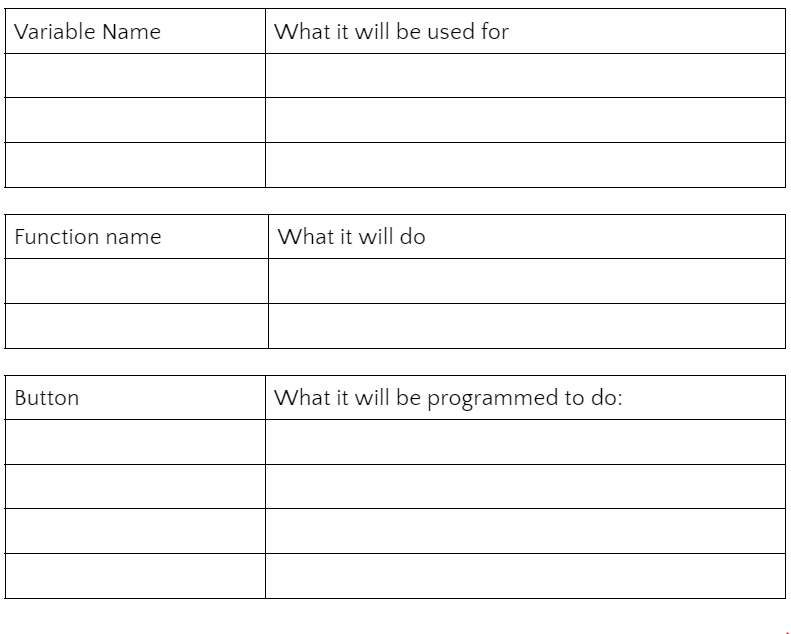 Variable Name What it will be used for
Function name What it will do
Button What it will be programmed to do: